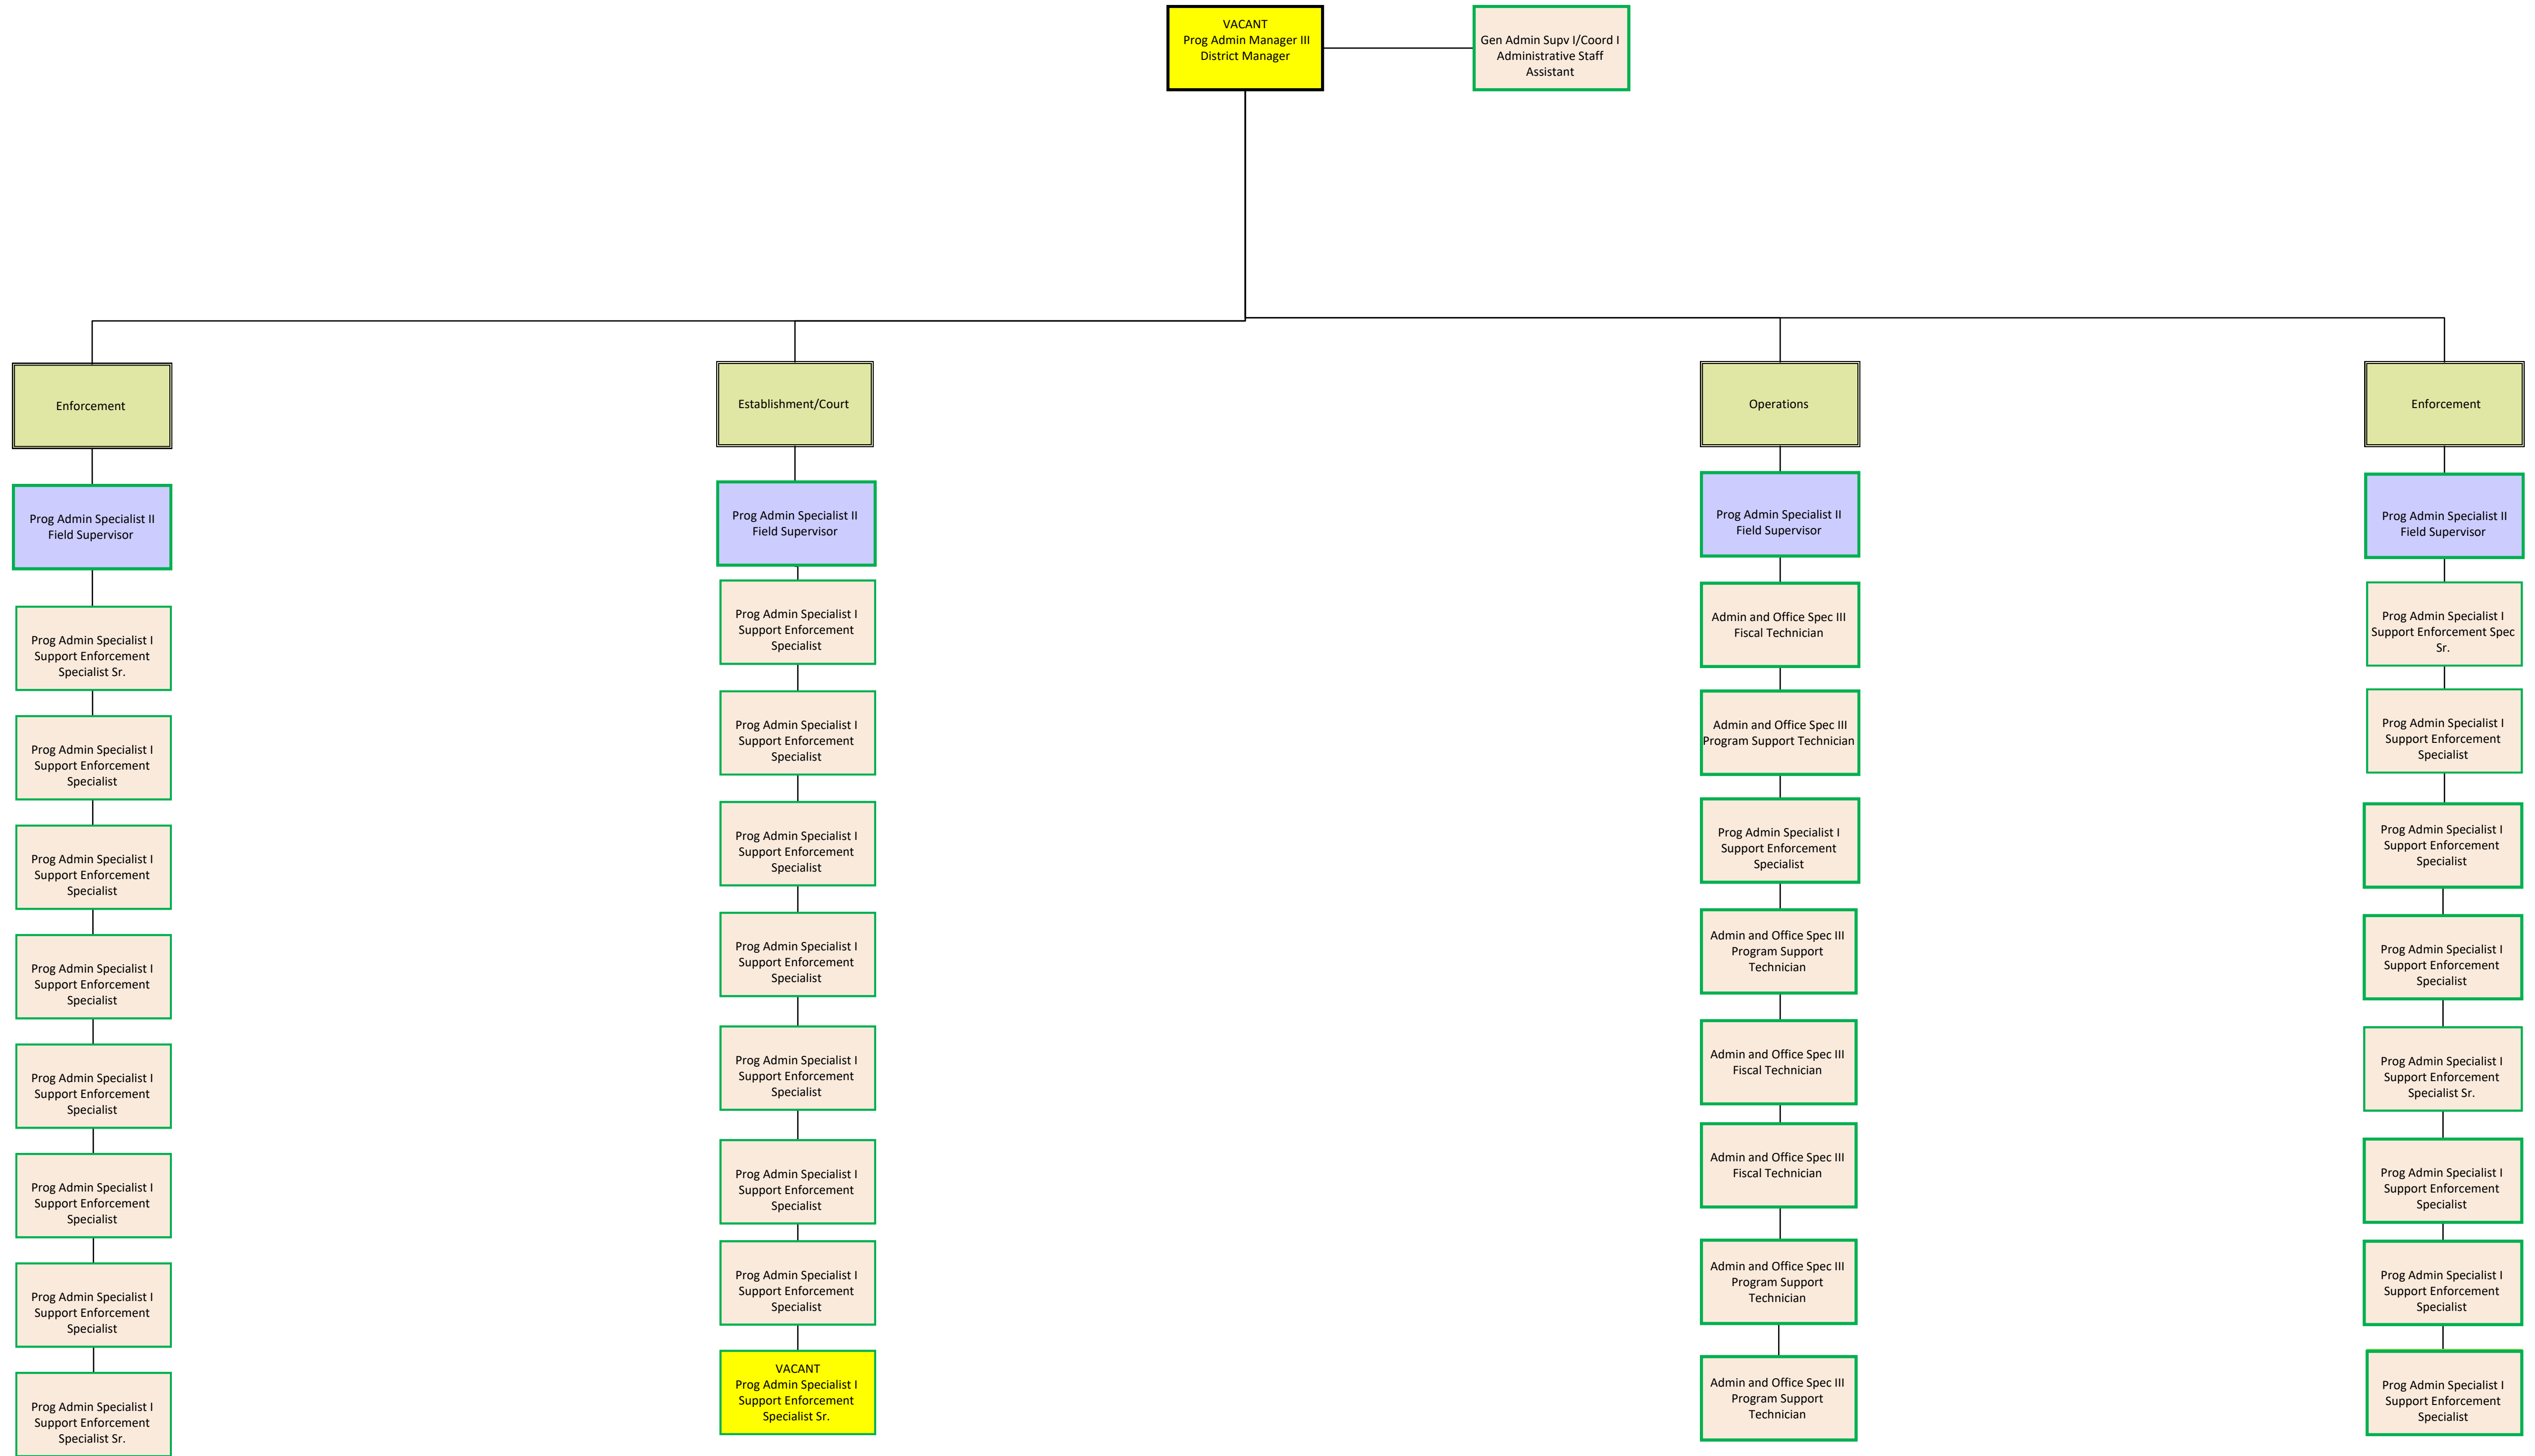 VACANT
Prog Admin Manager III
District Manager
Gen Admin Supv I/Coord I
Administrative Staff
Assistant
Enforcement
Prog Admin Specialist II
Field Supervisor
Prog Admin Specialist I
Support Enforcement
Specialist Sr.
Prog Admin Specialist I
Support Enforcement
Specialist
Prog Admin Specialist I
Support Enforcement
Specialist
Prog Admin Specialist I
Support Enforcement
Specialist
Prog Admin Specialist I
Support Enforcement
Specialist
Prog Admin Specialist I
Support Enforcement
Specialist
Prog Admin Specialist I
Support Enforcement
Specialist
Prog Admin Specialist I
Support Enforcement
Specialist Sr.
Establishment/Court
Prog Admin Specialist II
Field Supervisor
Prog Admin Specialist I
Support Enforcement
Specialist
Prog Admin Specialist I
Support Enforcement
Specialist
Prog Admin Specialist I
Support Enforcement
Specialist
Prog Admin Specialist I
Support Enforcement
Specialist
Prog Admin Specialist I
Support Enforcement
Specialist
Prog Admin Specialist I
Support Enforcement
Specialist
Prog Admin Specialist I
Support Enforcement
Specialist
VACANT
Prog Admin Specialist I
Support Enforcement
Specialist Sr.
Operations
Prog Admin Specialist II
Field Supervisor
Admin and Office Spec III
Fiscal Technician
Admin and Office Spec III
Program Support Technician
Prog Admin Specialist I
Support Enforcement
Specialist
Admin and Office Spec III
Program Support
Technician
Admin and Office Spec III
Fiscal Technician
Admin and Office Spec III
Fiscal Technician
Admin and Office Spec III
Program Support
Technician
Admin and Office Spec III
Program Support
Technician
Enforcement
Prog Admin Specialist II
Field Supervisor
Prog Admin Specialist I
Support Enforcement Spec
Sr.
Prog Admin Specialist I
Support Enforcement
Specialist
Prog Admin Specialist I
Support Enforcement
Specialist
Prog Admin Specialist I
Support Enforcement
Specialist
Prog Admin Specialist I
Support Enforcement
Specialist Sr.
Prog Admin Specialist I
Support Enforcement
Specialist
Prog Admin Specialist I
Support Enforcement
Specialist
Prog Admin Specialist I
Support Enforcement
Specialist